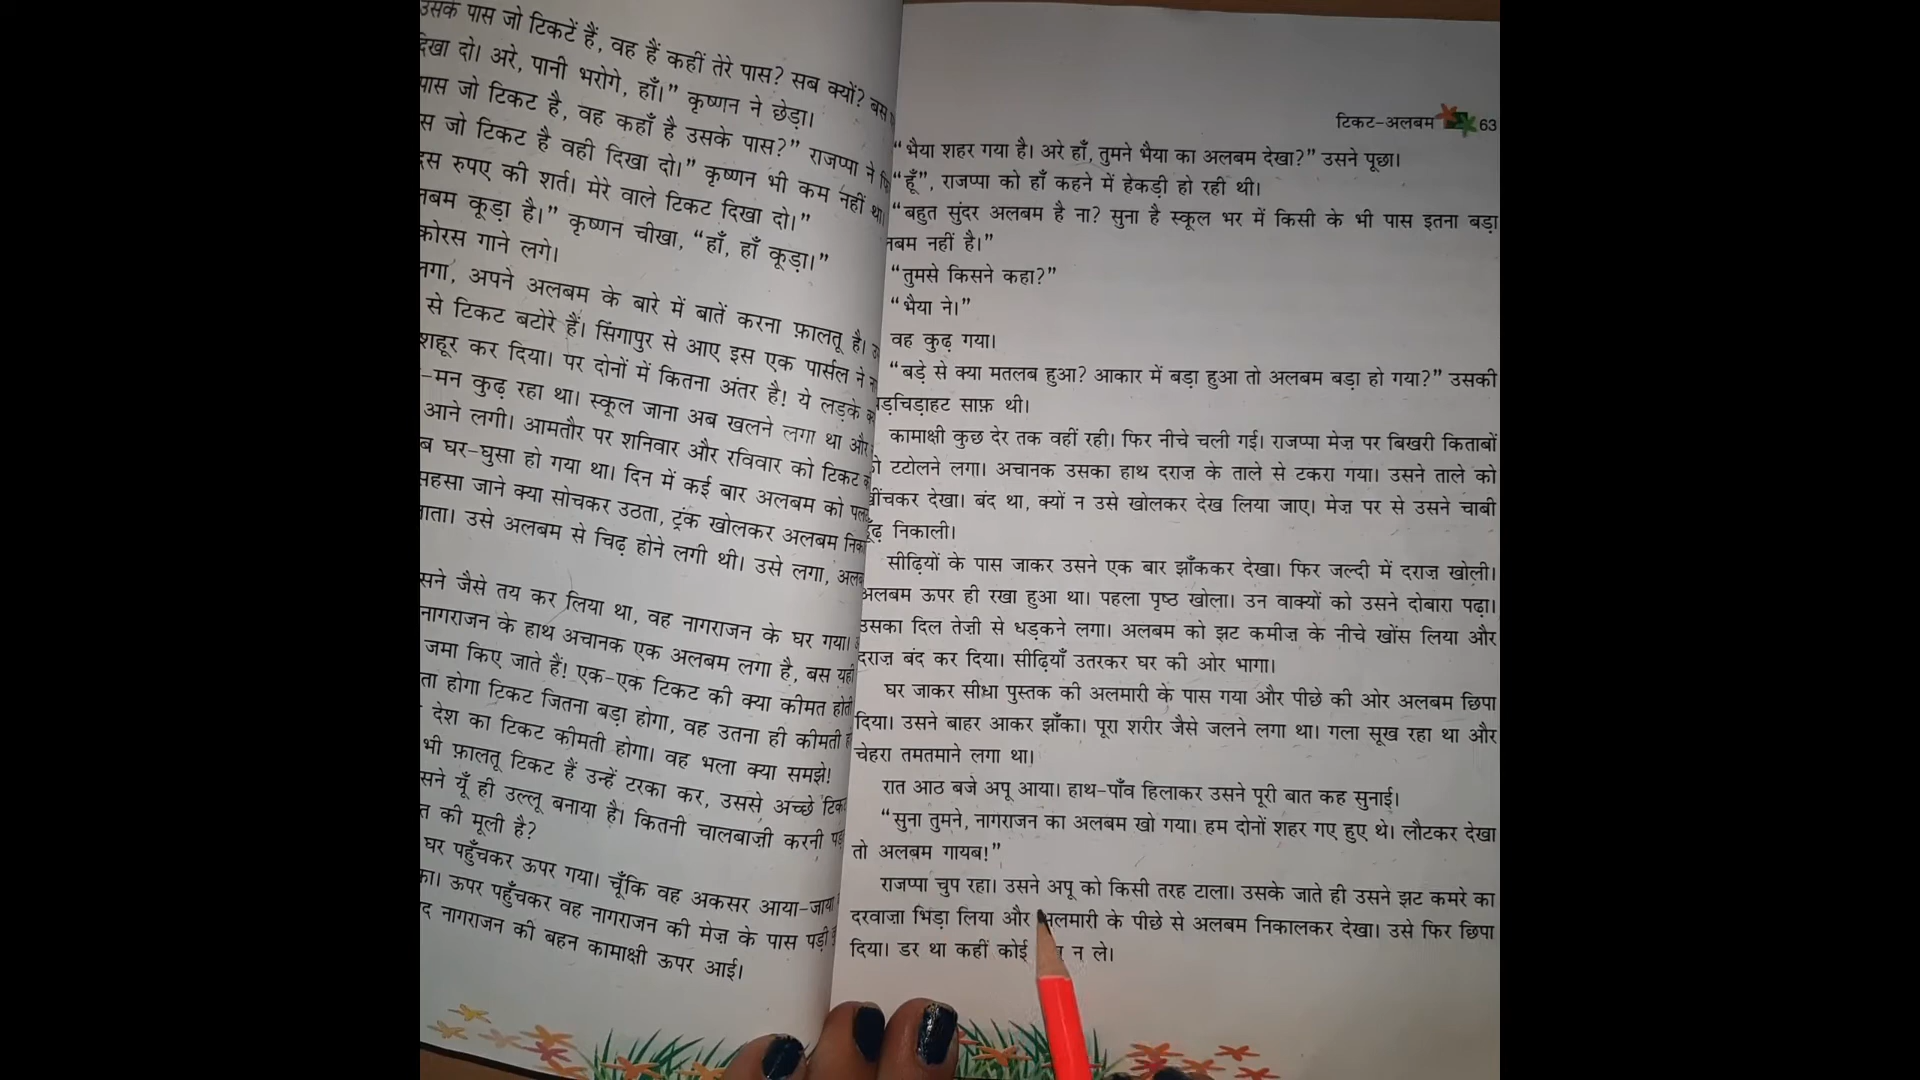 उसके पास जो टिकटें हैं, वह हैं कहीं तेरे पास? सब क्यों? बस
दिखा दो। अरे, पानी भरोगे, हाँ।” कृष्णन ने छेड़ा।
पास जो टिकट है, वह कहाँ है उसके पास?” राजप्पा ने
स जो टिकट है वही दिखा दो।” कृष्णन भी कम नहीं था।
दस रुपए की शर्त। मेरे वाले टिकट दिखा दो।”
लबम कूड़ा है।” कृष्णन चीखा, “हाँ, हाँ कूड़ा।”
कोरस गाने लगे।
लगा, अपने अलबम के बारे में बातें करना फ़ालतू है।
से टिकट बटोरे हैं। सिंगापुर से आए इस एक पार्सल ने
शहूर कर दिया। पर दोनों में कितना अंतर है! ये लड़के
-मन कुढ़ रहा था। स्कूल जाना अब खलने लगा था और
आने लगी। आमतौर पर शनिवार और रविवार को टिकट
ब घर-घुसा हो गया था। दिन में कई बार अलबम को
सहसा जाने क्या सोचकर उठता, ट्रंक खोलकर अलबम
जाता। उसे अलबम से चिढ़ होने लगी थी। उसे लगा,
सने जैसे तय कर लिया था, वह नागराजन के घर गया।
नागराजन के हाथ अचानक एक अलबम लगा है, बस यही
जमा किए जाते हैं! एक-एक टिकट की क्या कीमत होती
ता होगा टिकट जितना बड़ा होगा, वह उतना ही कीमती
देश का टिकट कीमती होगा। वह भला क्या समझे!
भी फ़ालतू टिकट हैं उन्हें टरका कर, उससे अच्छे
सने यूँ ही उल्लू बनाया है। कितनी चालबाज़ी करनी
त की मूली है?
घर पहुँचकर ऊपर गया। चूँकि वह अकसर आया-जाया
का। ऊपर पहुँचकर वह नागराजन की मेज़ के पास पड़ी
द नागराजन की बहन कामाक्षी ऊपर आई।
टिकट-अलबम 63
“भैया शहर गया है। अरे हाँ, तुमने भैया का अलबम देखा?” उसने पूछा।
“हूँ”, राजप्पा को हाँ कहने में हेकड़ी हो रही थी।
“बहुत सुंदर अलबम है ना? सुना है स्कूल भर में किसी के भी पास इतना बड़ा
लबम नहीं है।”
“तुमसे किसने कहा?”
“भैया ने।”
वह कुढ़ गया।
“बड़े से क्या मतलब हुआ? आकार में बड़ा हुआ तो अलबम बड़ा हो गया?” उसकी
ड़चिड़ाहट साफ़ थी।
कामाक्षी कुछ देर तक वहीं रही। फिर नीचे चली गई। राजप्पा मेज़ पर बिखरी किताबों
को टटोलने लगा। अचानक उसका हाथ दराज़ के ताले से टकरा गया। उसने ताले को
खींचकर देखा। बंद था, क्यों न उसे खोलकर देख लिया जाए। मेज़ पर से उसने चाबी
ढूँढ़ निकाली।
सीढ़ियों के पास जाकर उसने एक बार झाँककर देखा। फिर जल्दी में दराज़ खोली।
अलबम ऊपर ही रखा हुआ था। पहला पृष्ठ खोला। उन वाक्यों को उसने दोबारा पढ़ा।
उसका दिल तेज़ी से धड़कने लगा। अलबम को झट कमीज़ के नीचे खोंस लिया और
दराज़ बंद कर दिया। सीढ़ियाँ उतरकर घर की ओर भागा।
घर जाकर सीधा पुस्तक की अलमारी के पास गया और पीछे की ओर अलबम छिपा
दिया। उसने बाहर आकर झाँका। पूरा शरीर जैसे जलने लगा था। गला सूख रहा था और
चेहरा तमतमाने लगा था।
रात आठ बजे अपू आया। हाथ-पाँव हिलाकर उसने पूरी बात कह सुनाई।
“सुना तुमने, नागराजन का अलबम खो गया। हम दोनों शहर गए हुए थे। लौटकर देखा
तो अलबम गायब!”
राजप्पा चुप रहा। उसने अपू को किसी तरह टाला। उसके जाते ही उसने झट कमरे का
दरवाज़ा भिड़ा लिया और अलमारी के पीछे से अलबम निकालकर देखा। उसे फिर छिपा
दिया। डर था कहीं कोई न ले।